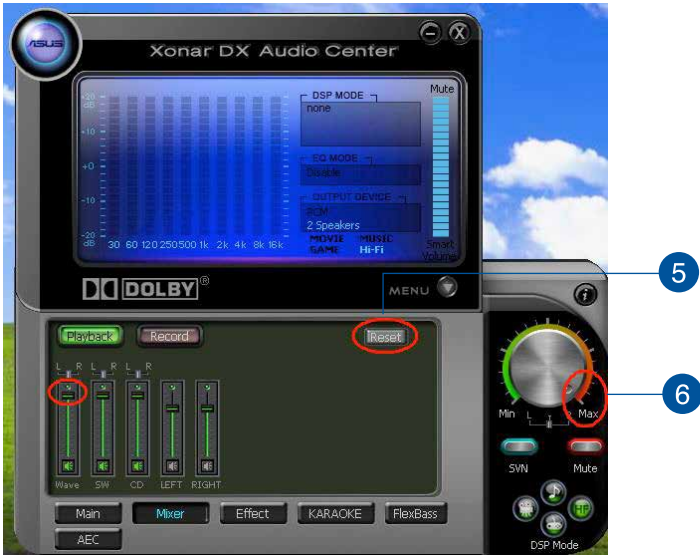 ASUS
Xonar DX Audio Center
+20 dB
+10
+0
-10
-20 dB
30 60 120 250 500 1k 2k 4k 8k 16k
DSP MODE
none
EQ MODE
Disable
OUTPUT DEVICE
PCM
2 Speakers
MOVIE MUSIC
GAME Hi-Fi
Mute
Smart
Volume
DOLBY®
MENU
5
Playback Record Reset
L R L R L R
Wave SW CD LEFT RIGHT
Main Mixer Effect KARAOKE FlexBass
AEC
i
6
Min L R Max
SVN Mute
HF
DSP Mode